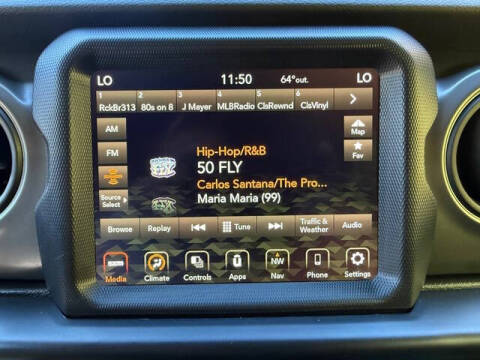 LO 11:50 64° out. LO
1 2 3 4 5 6
RckBr313 80s on 8 J Mayer MLBRadio ClsRewnd ClsVinyl
AM
Map
FM
Fav
Hip-Hop/R&B
50 FLY
Carlos Santana/The Pro...
Maria Maria (99)
Source
Select
Browse Replay Tune Traffic &
Weather Audio
NW
Media Climate Controls Apps Nav Phone Settings